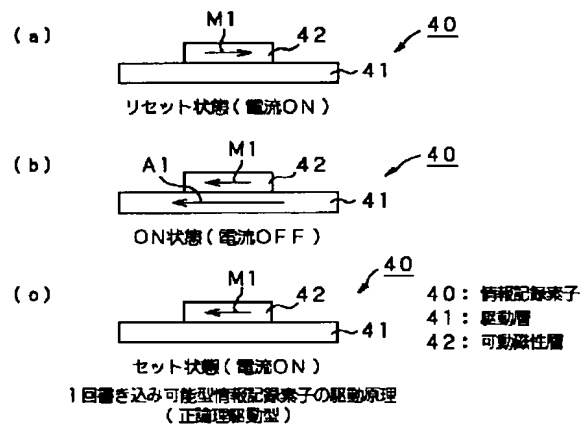 (a)
M1
42
40
41
リセット状態(電流ON)
(b)
M1
42
40
A1
41
ON状態(電流OFF)
(c)
M1
42
40
41
セット状態(電流ON)
40:情報記録素子
41:駆動層
42:可動磁性層
1回書き込み可能型情報記録素子の駆動原理
(正論理駆動型)